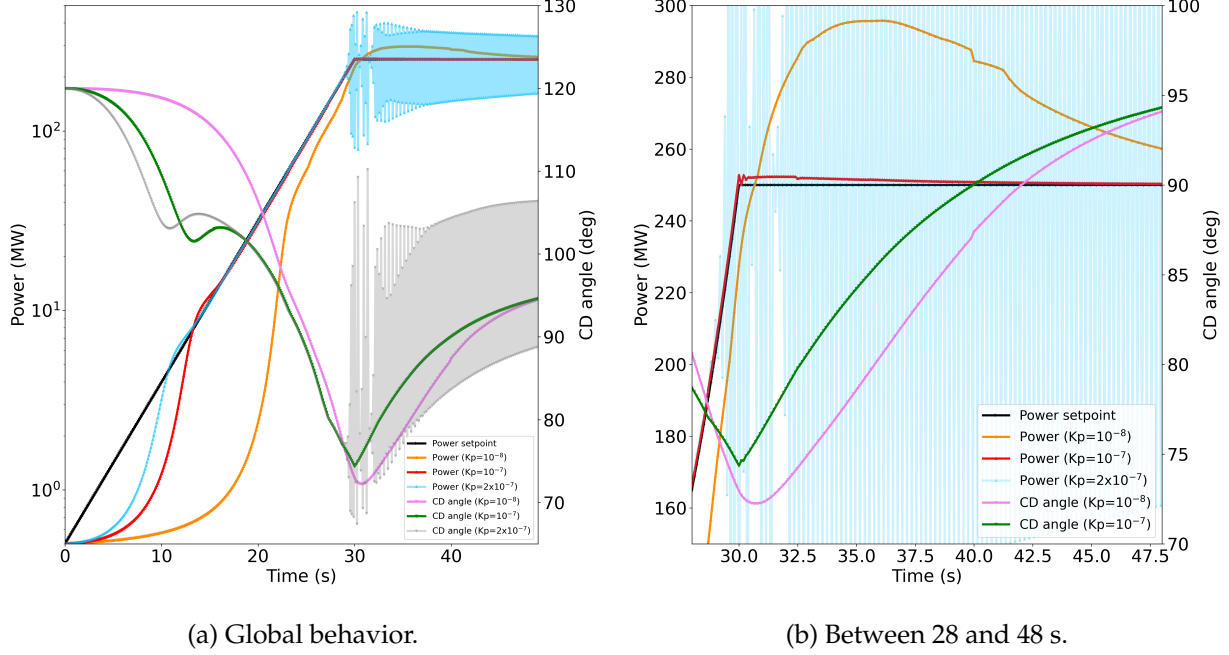 Power (MW)
10²
10¹
10⁰
130
120
110
100
90
80
70
CD angle (deg)
0
10
20
30
40
Time (s)
Power setpoint
Power (Kp=10⁻⁸)
Power (Kp=10⁻⁷)
Power (Kp=2x10⁻⁷)
CD angle (Kp=10⁻⁸)
CD angle (Kp=10⁻⁷)
CD angle (Kp=2x10⁻⁷)
(a) Global behavior.
Power (MW)
300
280
260
240
220
200
180
160
100
95
90
85
80
75
70
CD angle (deg)
30.0
32.5
35.0
37.5
40.0
42.5
45.0
47.5
Time (s)
Power setpoint
Power (Kp=10⁻⁸)
Power (Kp=10⁻⁷)
Power (Kp=2x10⁻⁷)
CD angle (Kp=10⁻⁸)
CD angle (Kp=10⁻⁷)
(b) Between 28 and 48 s.